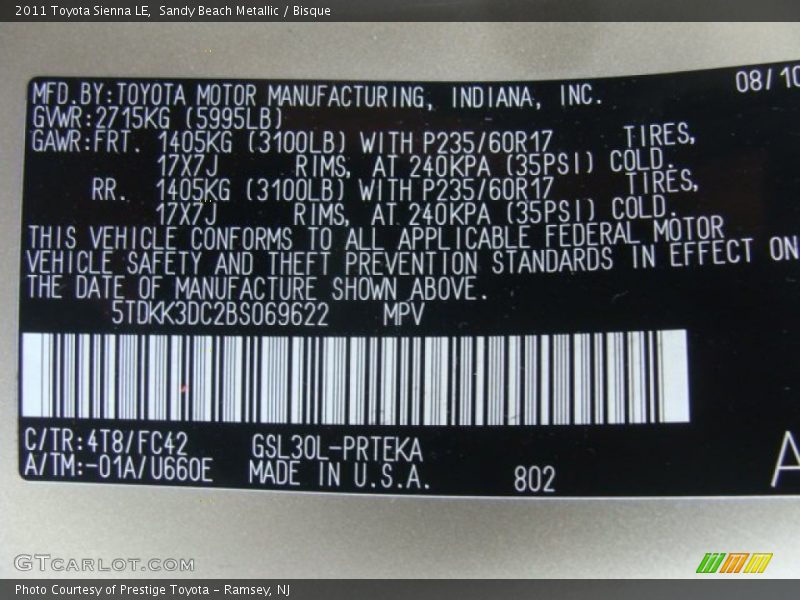 2011 Toyota Sienna LE, Sandy Beach Metallic / Bisque
08/10
MFD.BY:TOYOTA MOTOR MANUFACTURING, INDIANA, INC.
GVWR:2715KG (5995LB)
GAWR:FRT. 1405KG (3100LB) WITH P235/60R17 TIRES,
17X7J RIMS, AT 240KPA (35PSI) COLD.
RR. 1405KG (3100LB) WITH P235/60R17 TIRES,
17X7J RIMS, AT 240KPA (35PSI) COLD.
THIS VEHICLE CONFORMS TO ALL APPLICABLE FEDERAL MOTOR
VEHICLE SAFETY AND THEFT PREVENTION STANDARDS IN EFFECT ON
THE DATE OF MANUFACTURE SHOWN ABOVE.
5TDKK3DC2BS069622 MPV
C/TR:4T8/FC42 GSL30L-PRTEKA
A/TM:-01A/U660E MADE IN U.S.A. 802 A
GTCARLOT.COM
Photo Courtesy of Prestige Toyota - Ramsey, NJ